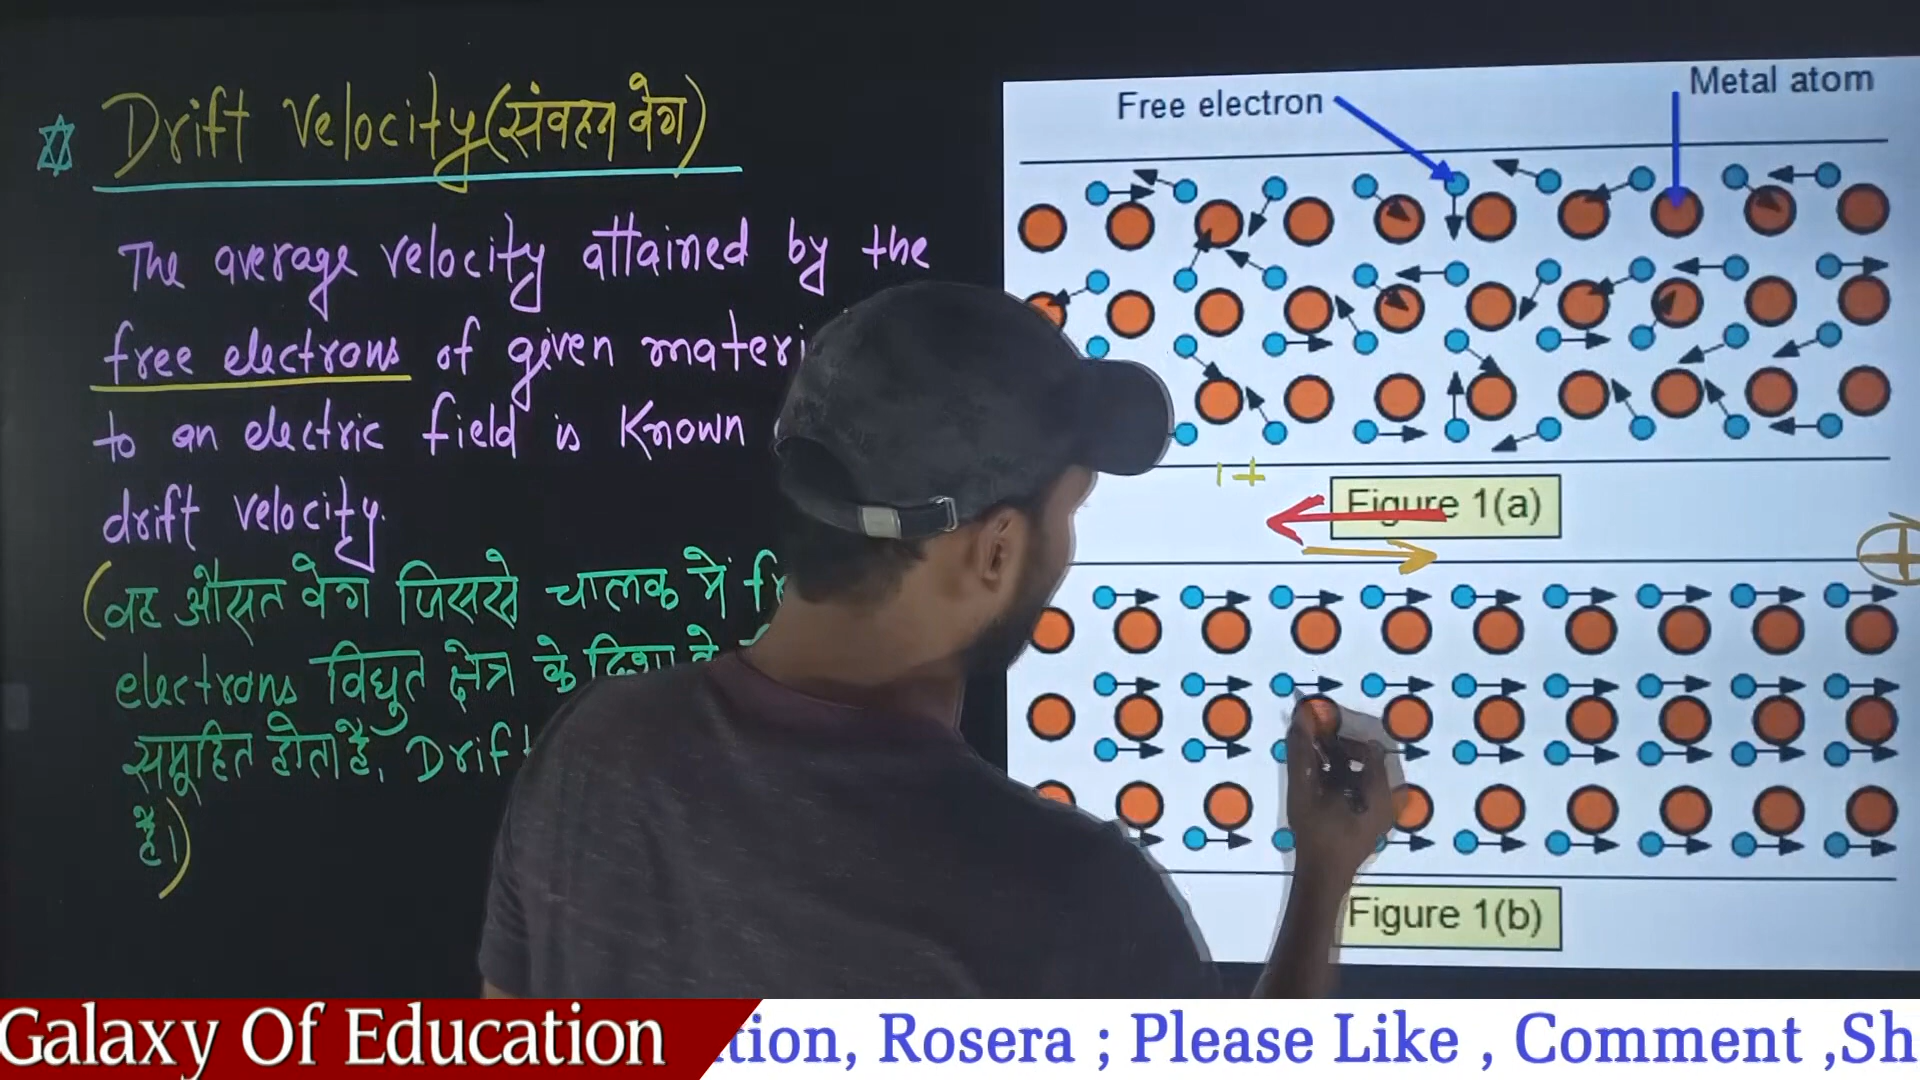 Drift Velocity (संवहन वेग)
The average velocity attained by the
free electrons of given materi
to an electric field is Known
drift velocity.
(वह औसत वेग जिससे चालक में
electrons विद्युत क्षेत्र के दिशा के
समूहित होता है, Drift
है।)
Free electron
Metal atom
Figure 1(a)
Figure 1(b)
Galaxy Of Education
tion, Rosera ; Please Like , Comment ,Sh